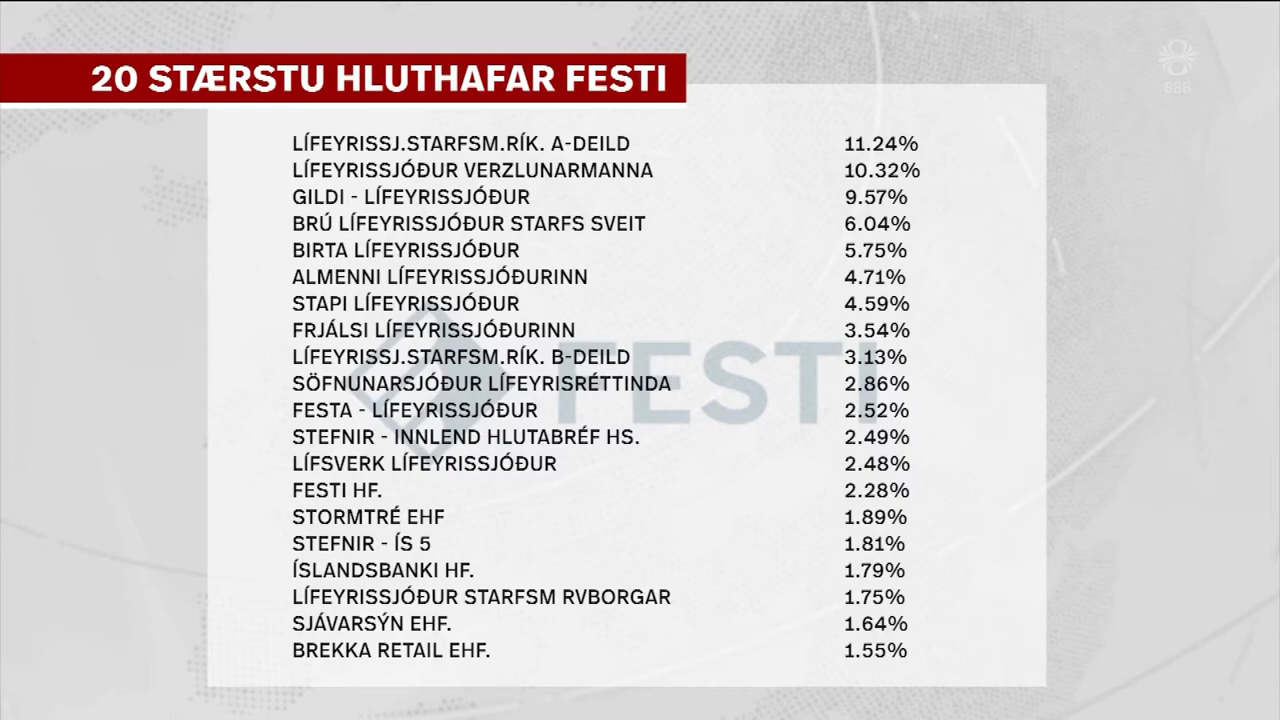 20 STÆRSTU HLUTHAFAR FESTI
888
LÍFEYRISSJ.STARFSM.RÍK. A-DEILD 11.24%
LÍFEYRISSJÓÐUR VERZLUNARMANNA 10.32%
GILDI - LÍFEYRISSJÓÐUR 9.57%
BRÚ LÍFEYRISSJÓÐUR STARFS SVEIT 6.04%
BIRTA LÍFEYRISSJÓÐUR 5.75%
ALMENNI LÍFEYRISSJÓÐURINN 4.71%
STAPI LÍFEYRISSJÓÐUR 4.59%
FRJÁLSI LÍFEYRISSJÓÐURINN 3.54%
LÍFEYRISSJ.STARFSM.RÍK. B-DEILD 3.13%
SÖFNUNARSJÓÐUR LÍFEYRISRÉTTINDA 2.86%
FESTA - LÍFEYRISSJÓÐUR 2.52%
STEFNIR - INNLEND HLUTABRÉF HS. 2.49%
LÍFSVERK LÍFEYRISSJÓÐUR 2.48%
FESTI HF. 2.28%
STORMTRÉ EHF 1.89%
STEFNIR - ÍS 5 1.81%
ÍSLANDSBANKI HF. 1.79%
LÍFEYRISSJÓÐUR STARFSM RVBORGAR 1.75%
SJÁVARSÝN EHF. 1.64%
BREKKA RETAIL EHF. 1.55%
FESTI